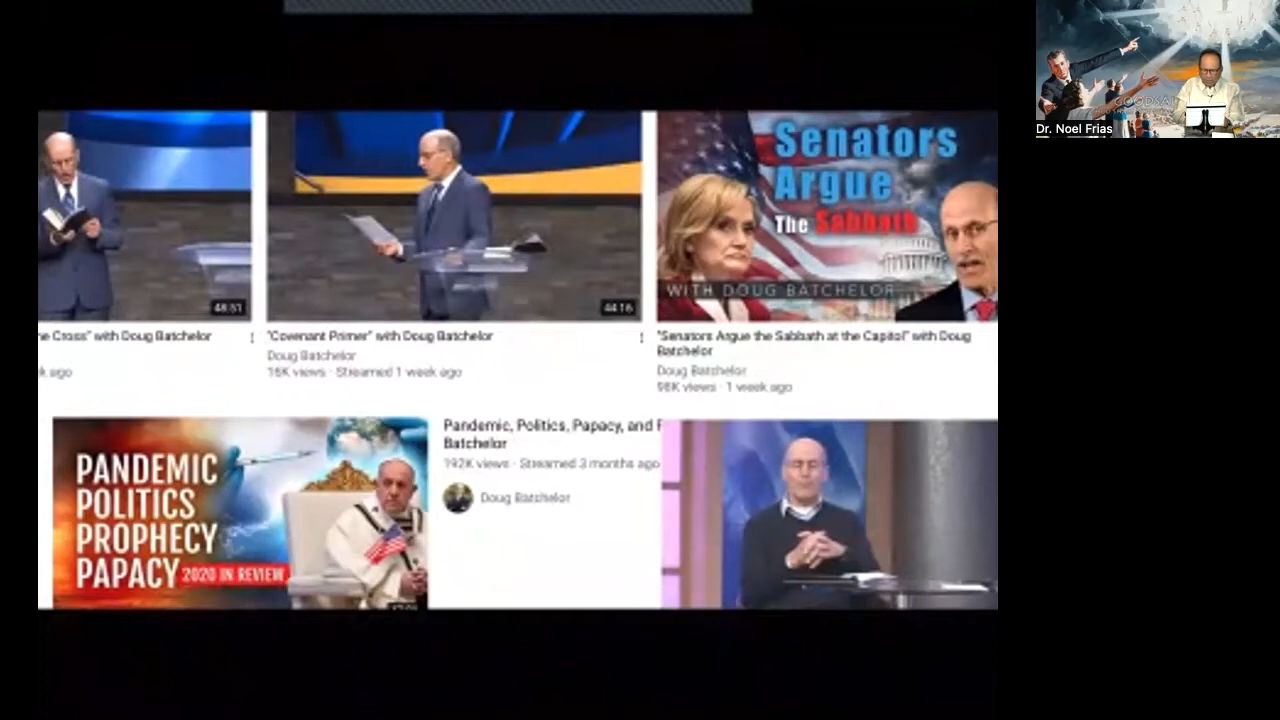 Dr. Noel Frias
Senators
Argue
The Sabbath
WITH DOUG BATCHELOR
48:51
44:16
e Cross" with Doug Batchelor
k ago
"Covenant Primer" with Doug Batchelor
Doug Batchelor
16K views · Streamed 1 week ago
"Senators Argue the Sabbath at the Capitol" with Doug
Batchelor
Doug Batchelor
98K views · 1 week ago
PANDEMIC
POLITICS
PROPHECY
PAPACY
2020 IN REVIEW
Pandemic, Politics, Papacy, and
Batchelor
192K views · Streamed 3 months ago
Doug Batchelor